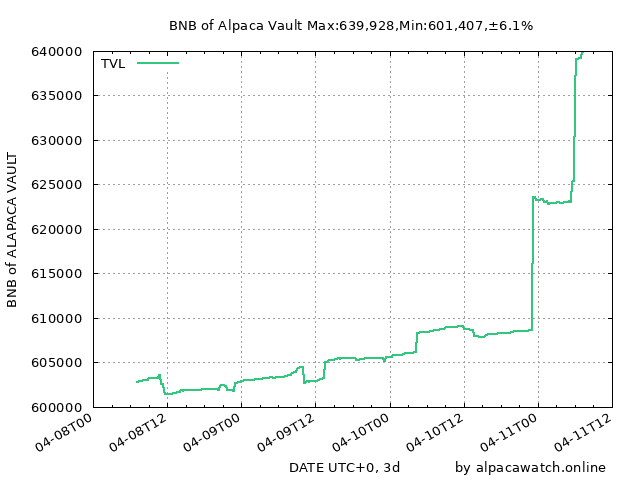 BNB of Alpaca Vault Max:639,928,Min:601,407,±6.1%
TVL
640000
635000
630000
625000
620000
615000
610000
605000
600000
BNB of ALAPACA VAULT
04-08T00
04-08T12
04-09T00
04-09T12
04-10T00
04-10T12
04-11T00
04-11T12
DATE UTC+0, 3d
by alpacawatch.online